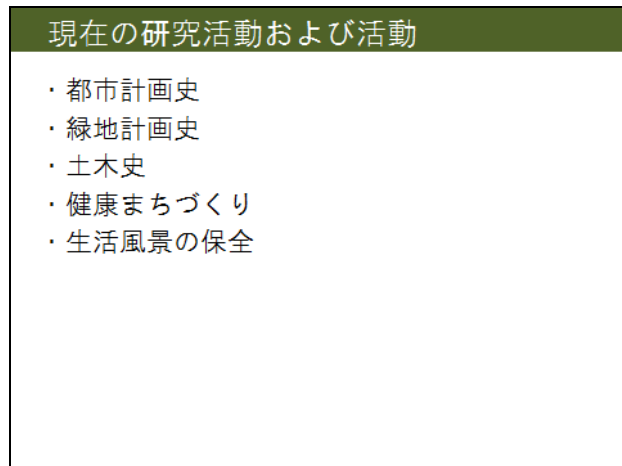 現在の研究活動および活動
・都市計画史
・緑地計画史
・土木史
・健康まちづくり
・生活風景の保全